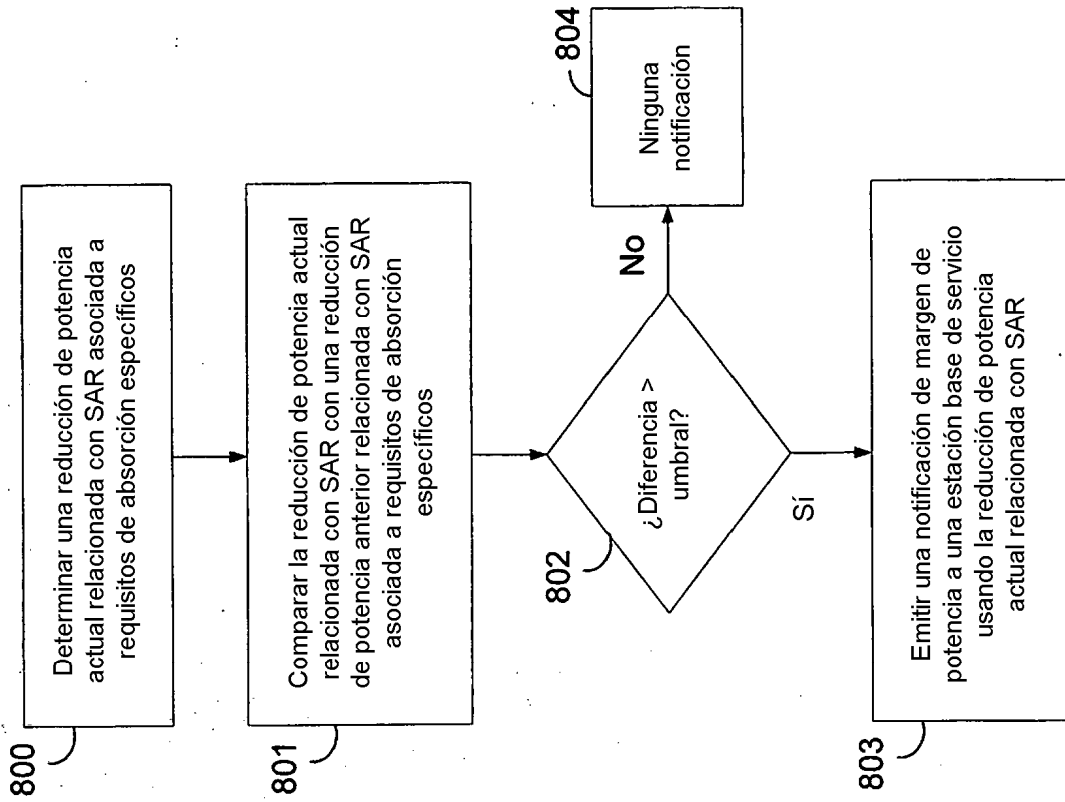 800
Determinar una reducción de potencia
actual relacionada con SAR asociada a
requisitos de absorción específicos
801
Comparar la reducción de potencia actual
relacionada con SAR con una reducción
de potencia anterior relacionada con SAR
asociada a requisitos de absorción
específicos
802
¿Diferencia >
umbral?
No
804
Ninguna
notificación
Sí
803
Emitir una notificación de margen de
potencia a una estación base de servicio
usando la reducción de potencia
actual relacionada con SAR